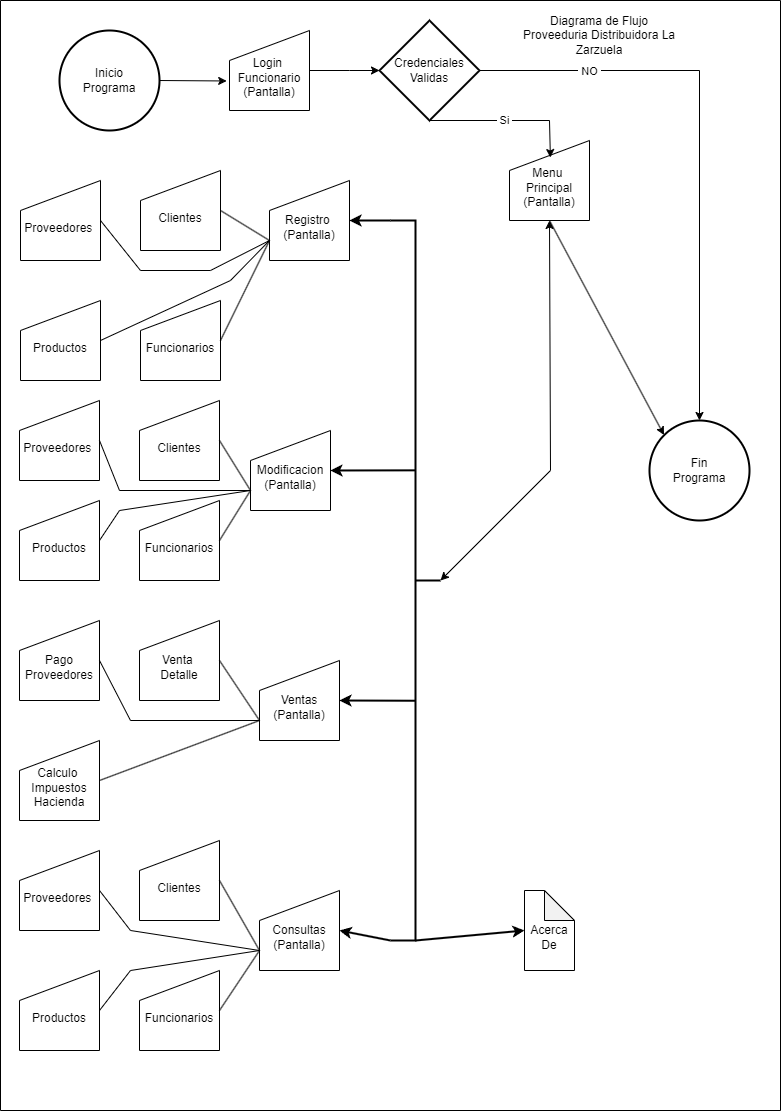 Diagrama de Flujo
Proveeduria Distribuidora La
Zarzuela
Inicio
Programa
Login
Funcionario
(Pantalla)
Credenciales
Validas
NO
Si
Menu
Principal
(Pantalla)
Proveedores
Clientes
Registro
(Pantalla)
Productos
Funcionarios
Proveedores
Clientes
Modificacion
(Pantalla)
Fin
Programa
Productos
Funcionarios
Pago
Proveedores
Venta
Detalle
Ventas
(Pantalla)
Calculo
Impuestos
Hacienda
Proveedores
Clientes
Consultas
(Pantalla)
Acerca
De
Productos
Funcionarios